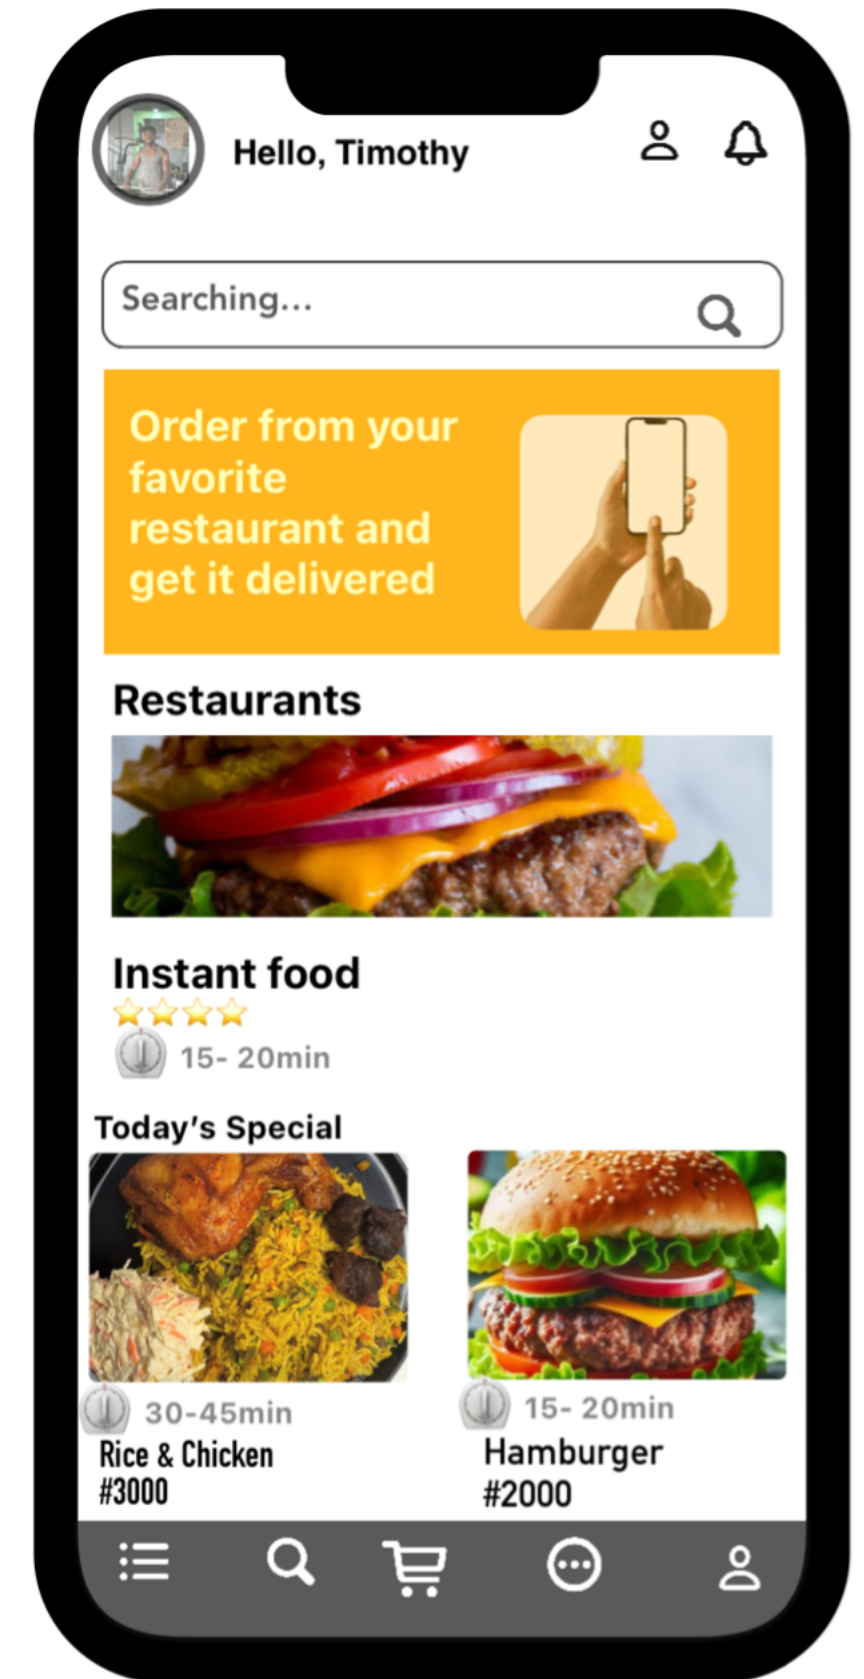 Hello, Timothy
Searching...
Order from your
favorite
restaurant and
get it delivered
Restaurants
Instant food
15- 20min
Today's Special
30-45min
15- 20min
Rice & Chicken
Hamburger
#3000
#2000